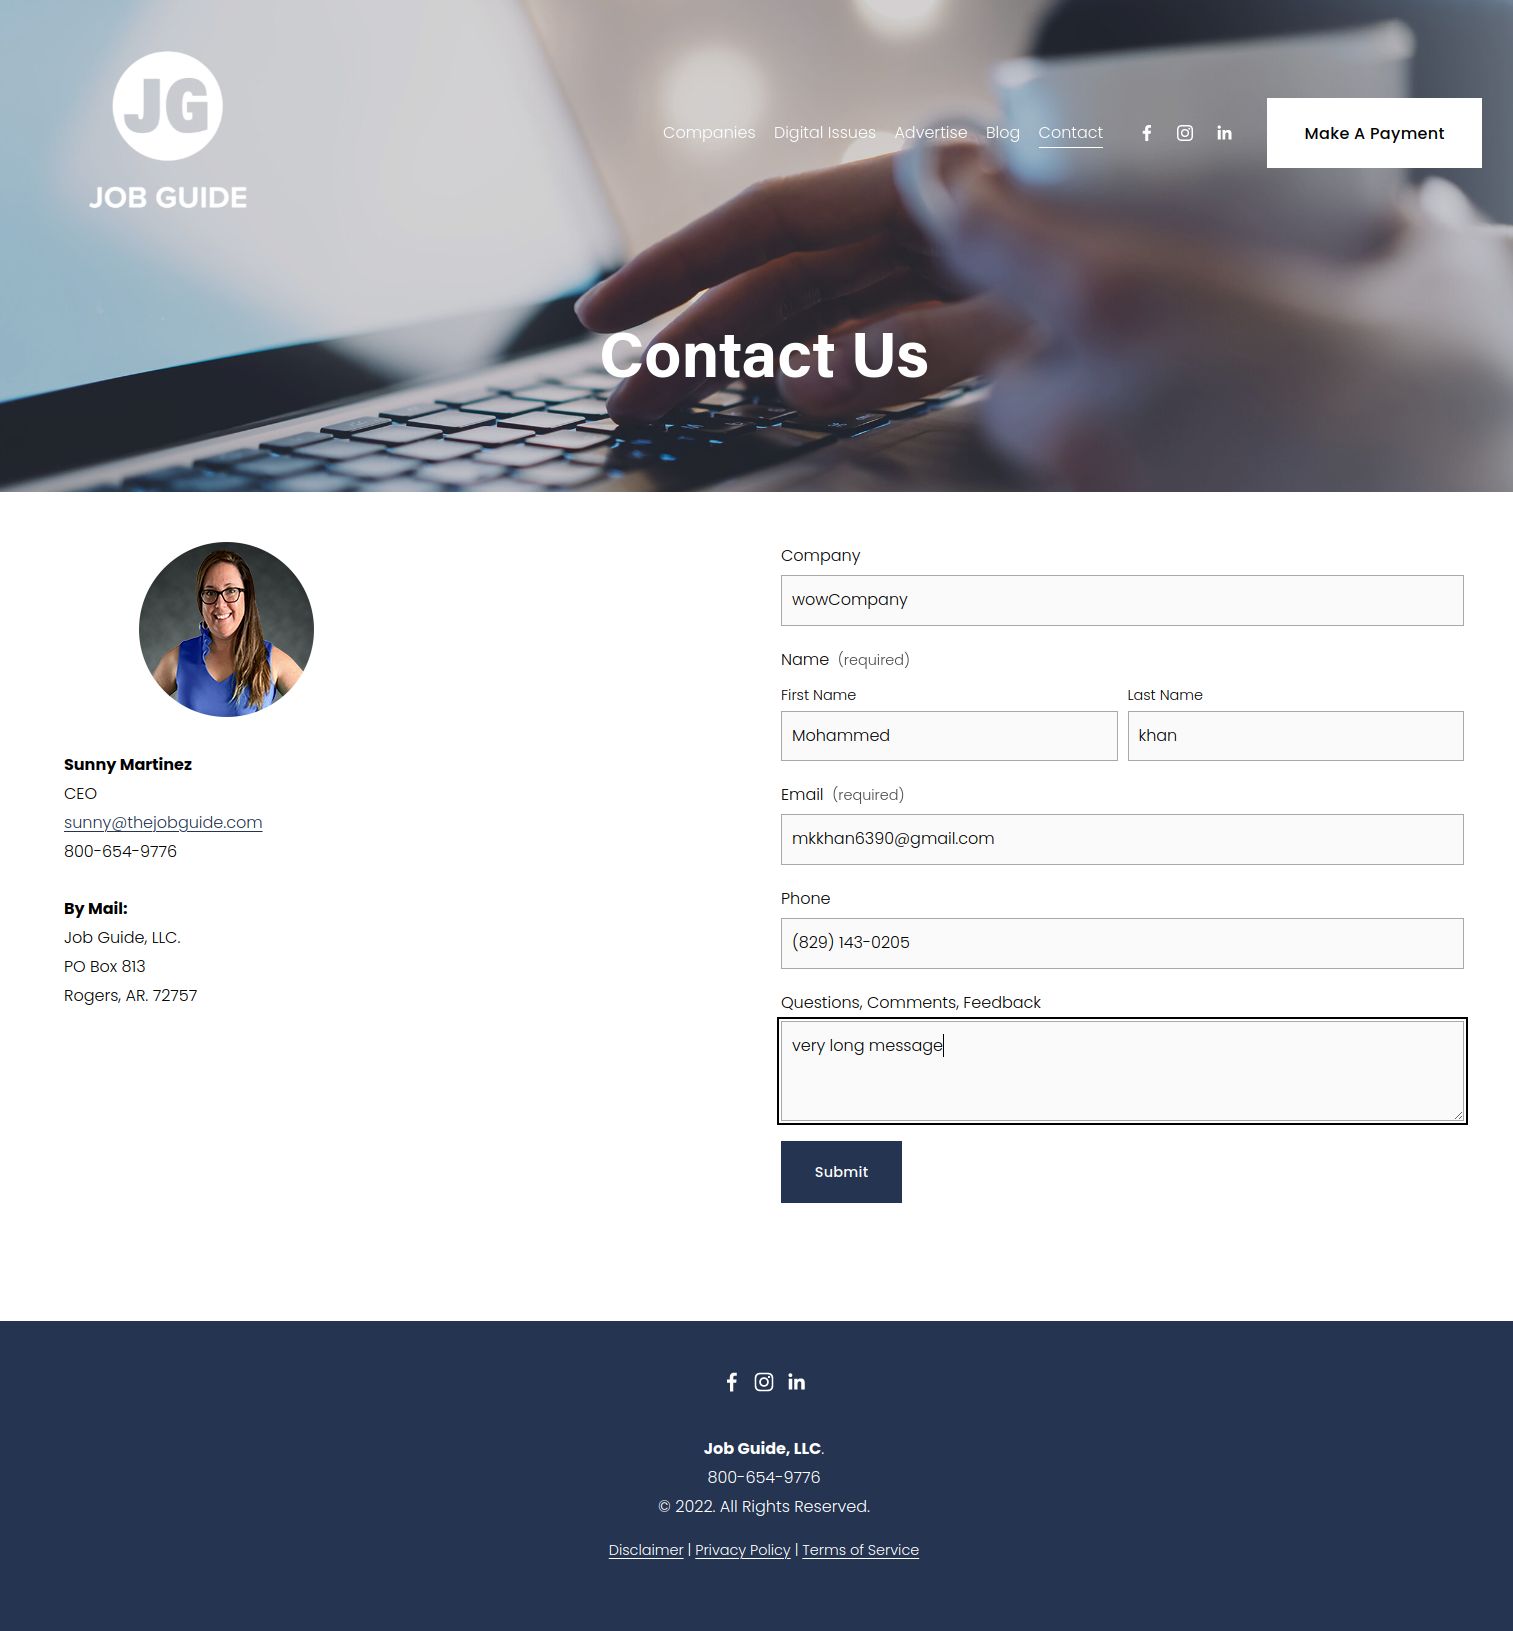 JG
JOB GUIDE
Companies Digital Issues Advertise Blog Contact
Make A Payment
Contact Us
Sunny Martinez
CEO
sunny@thejobguide.com
800-654-9776
By Mail:
Job Guide, LLC.
PO Box 813
Rogers, AR. 72757
Company
wowCompany
Name (required)
First Name Last Name
Mohammed khan
Email (required)
mkkhan6390@gmail.com
Phone
(829) 143-0205
Questions, Comments, Feedback
very long message
Submit
Job Guide, LLC.
800-654-9776
© 2022. All Rights Reserved.
Disclaimer | Privacy Policy | Terms of Service